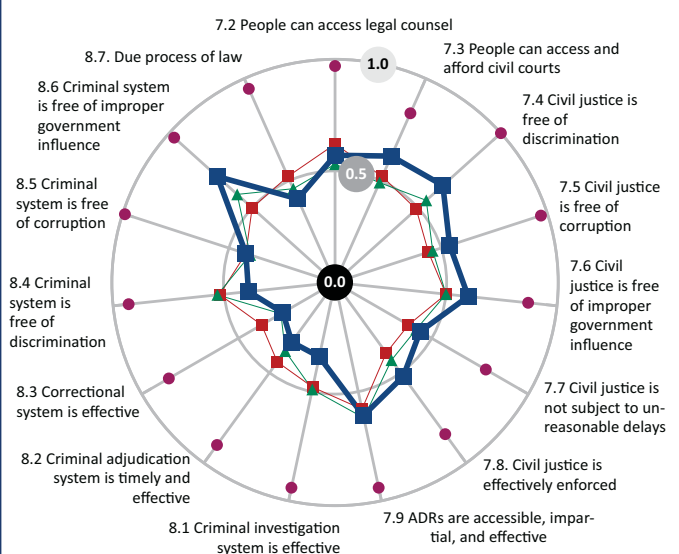 7.2 People can access legal counsel
8.7. Due process of law
1.0
7.3 People can access and
afford civil courts
8.6 Criminal system
is free of improper
government
influence
7.4 Civil justice is
free of
discrimination
0.5
8.5 Criminal
system is free
of corruption
7.5 Civil justice
is free of
corruption
0.0
8.4 Criminal
system is
free of
discrimination
7.6 Civil
justice is free
of improper
government
influence
8.3 Correctional
system is effective
7.7 Civil justice is
not subject to un-
reasonable delays
8.2 Criminal adjudication
system is timely and
effective
7.8. Civil justice is
effectively enforced
8.1 Criminal investigation
system is effective
7.9 ADRs are accessible, impar-
tial, and effective